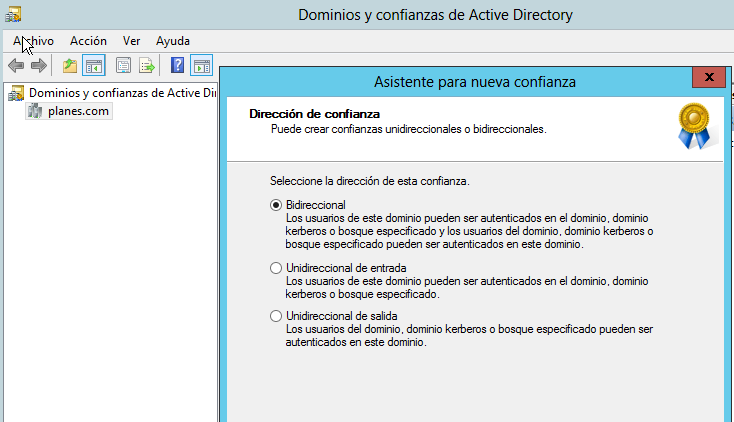 Dominios y confianzas de Active Directory
Archivo Acción Ver Ayuda
Dominios y confianzas de Active Dir
planes.com
Asistente para nueva confianza
x
Dirección de confianza
Puede crear confianzas unidireccionales o bidireccionales.
Seleccione la dirección de esta confianza.
Bidireccional
Los usuarios de este dominio pueden ser autenticados en el dominio, dominio
kerberos o bosque especificado y los usuarios del dominio, dominio kerberos o
bosque especificado pueden ser autenticados en este dominio.
Unidireccional de entrada
Los usuarios de este dominio pueden ser autenticados en el dominio, dominio
kerberos o bosque especificado.
Unidireccional de salida
Los usuarios del dominio, dominio kerberos o bosque especificado pueden ser
autenticados en este dominio.